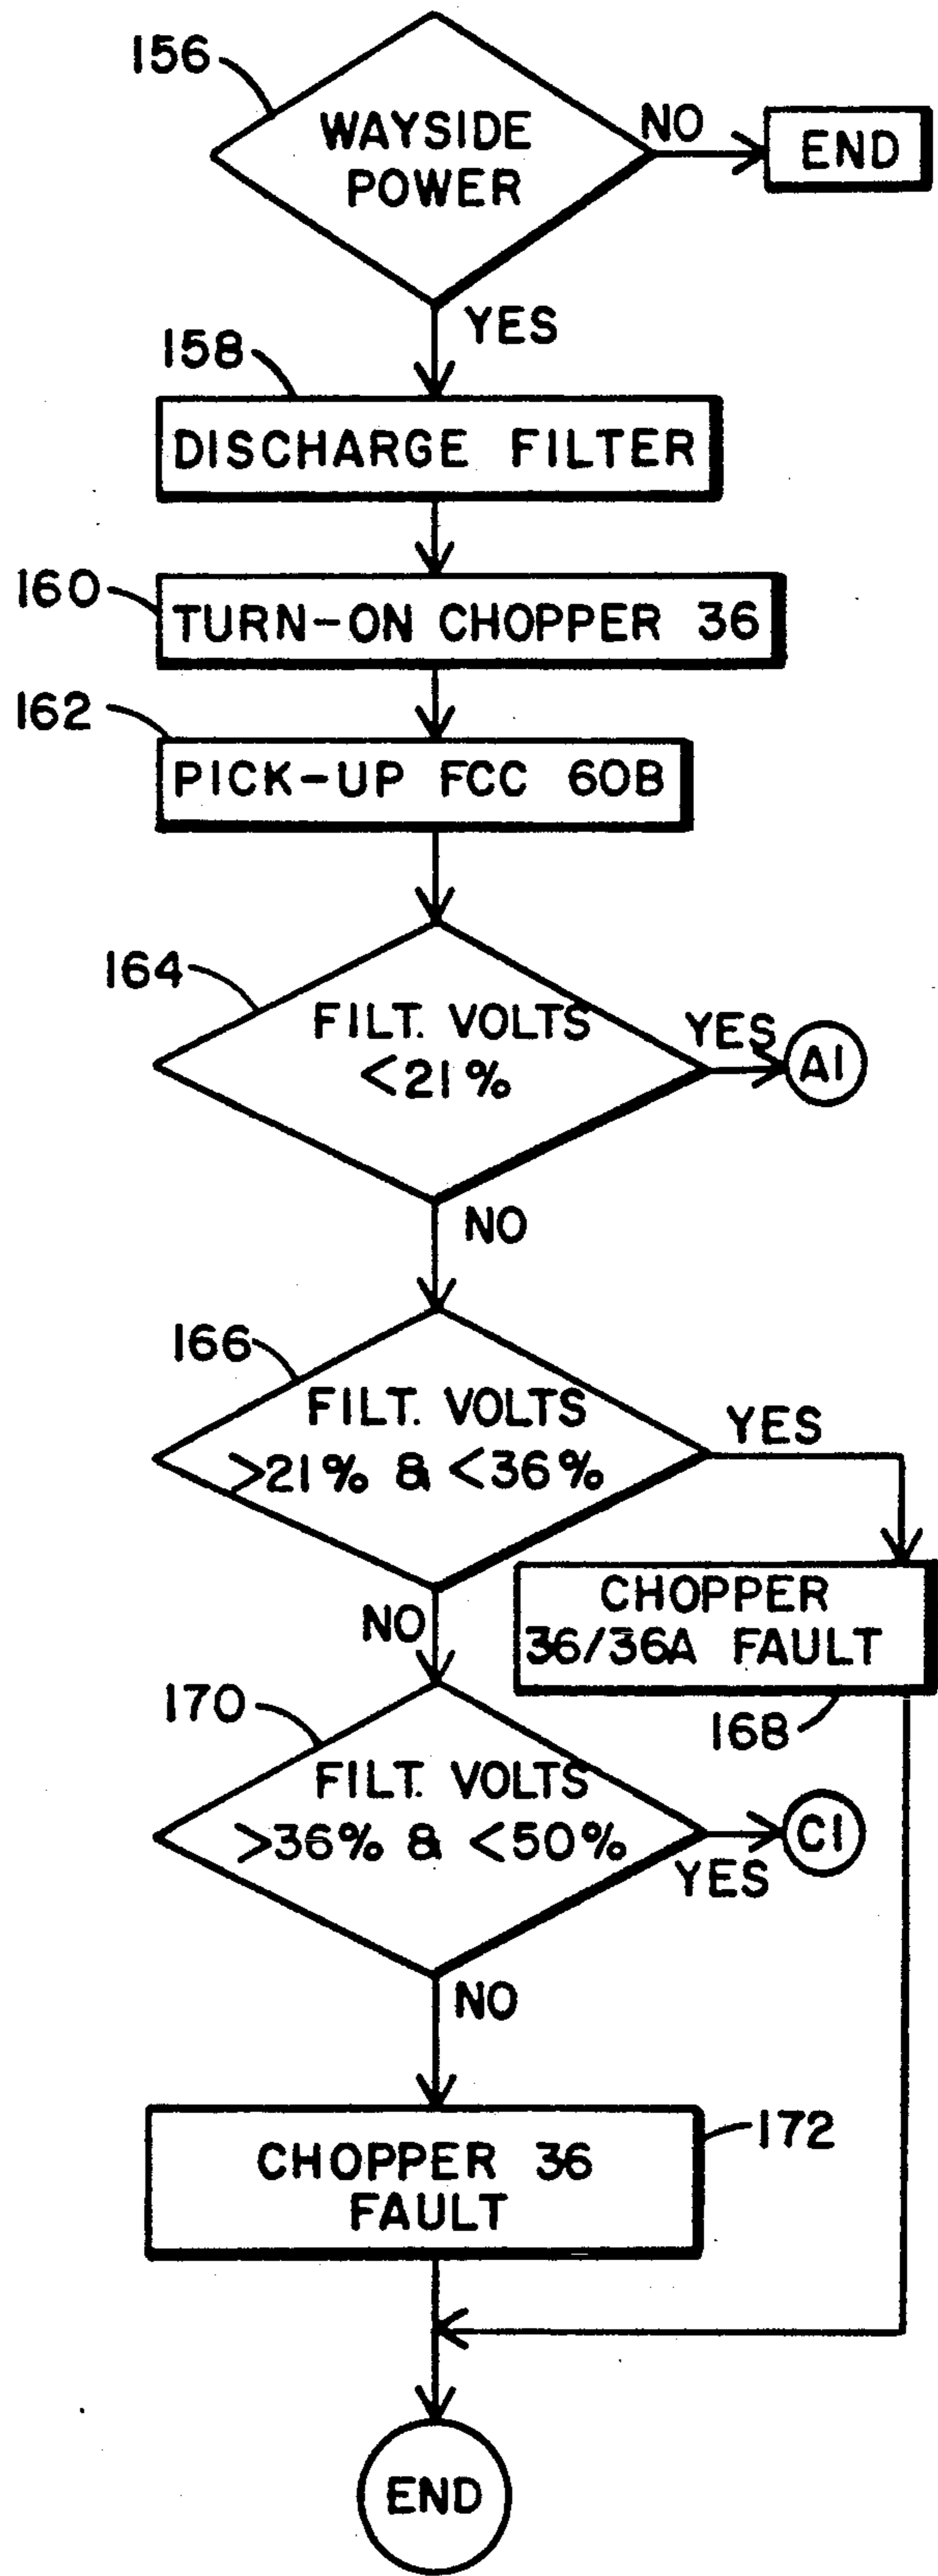 156
WAYSIDE
POWER
NO
END
YES
158
DISCHARGE FILTER
160
TURN-ON CHOPPER 36
162
PICK-UP FCC 60B
164
FILT. VOLTS
<21%
YES
A1
NO
166
FILT. VOLTS
>21% & <36%
YES
NO
CHOPPER
36/36A FAULT
168
170
FILT. VOLTS
>36% & <50%
YES
C1
NO
172
CHOPPER 36
FAULT
END